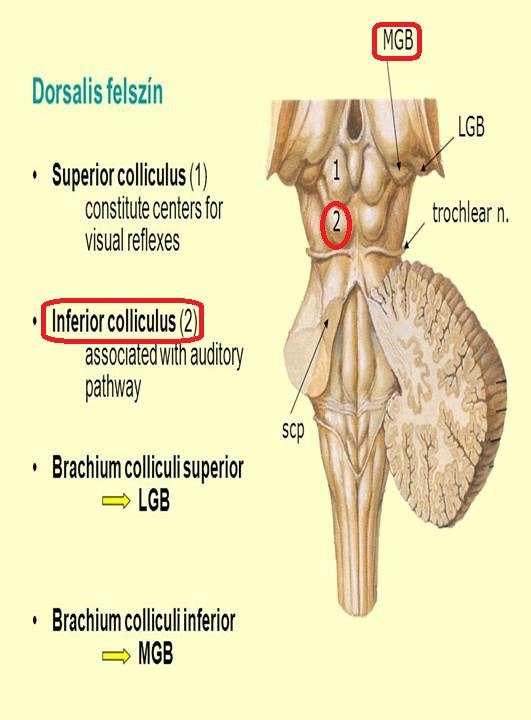 MGB
Dorsalis felszín
LGB
• Superior colliculus (1)
constitute centers for
visual reflexes
1
2
trochlear n.
• Inferior colliculus (2)
associated with auditory
pathway
scp
• Brachium colliculi superior
LGB
• Brachium colliculi inferior
MGB